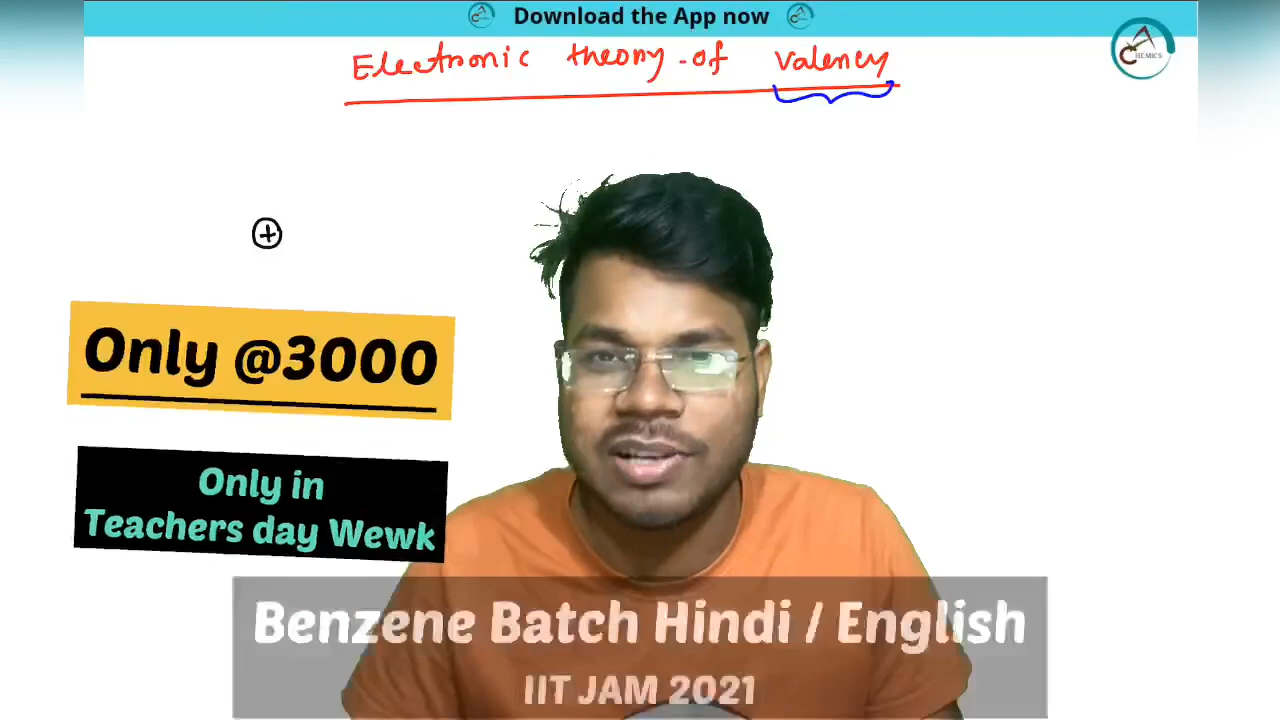 Download the App now
CHEMICS
Electronic theory of valency
+
Only @3000
Only in
Teachers day Wewk
Benzene Batch Hindi / English
IIT JAM 2021